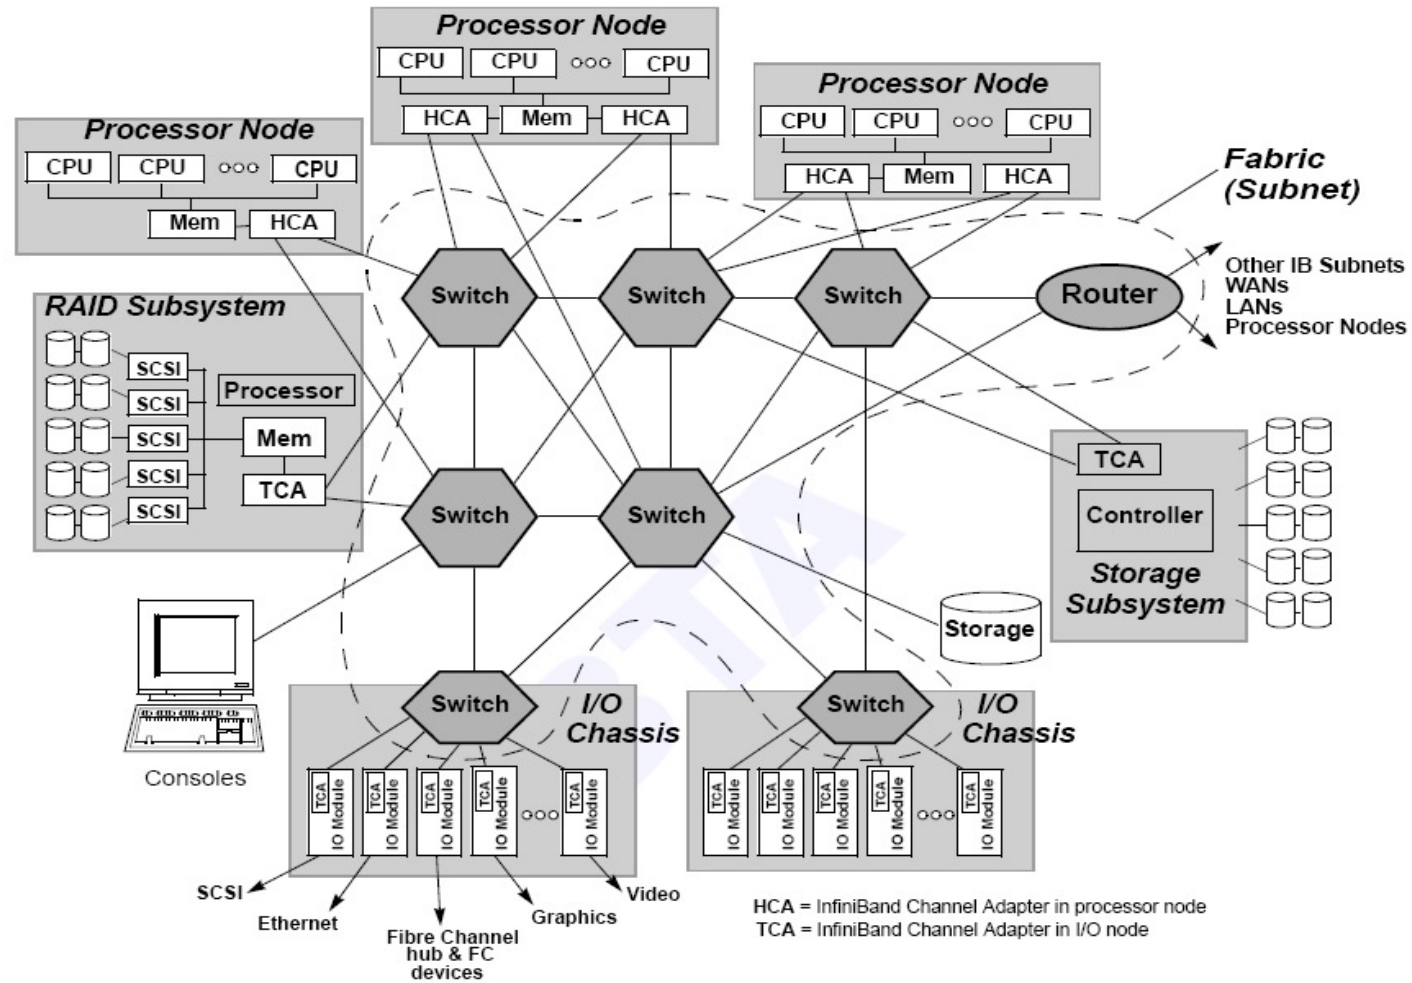 Processor Node
CPU CPU CPU
HCA Mem HCA
Processor Node
CPU CPU CPU
HCA Mem HCA
Processor Node
CPU CPU CPU
Mem HCA
Fabric
(Subnet)
Switch Switch Switch Router
Other IB Subnets
WANs
LANs
Processor Nodes
RAID Subsystem
SCSI
SCSI
SCSI
SCSI
SCSI
Processor
Mem
TCA
Switch Switch
TCA
Controller
Storage
Subsystem
Storage
Consoles
Switch
I/O
Chassis
TCA IO Module
TCA IO Module
TCA IO Module
TCA IO Module
TCA IO Module
Switch
I/O
Chassis
TCA IO Module
TCA IO Module
TCA IO Module
TCA IO Module
TCA IO Module
SCSI
Ethernet
Fibre Channel
hub & FC
devices
Graphics
Video
HCA = InfiniBand Channel Adapter in processor node
TCA = InfiniBand Channel Adapter in I/O node